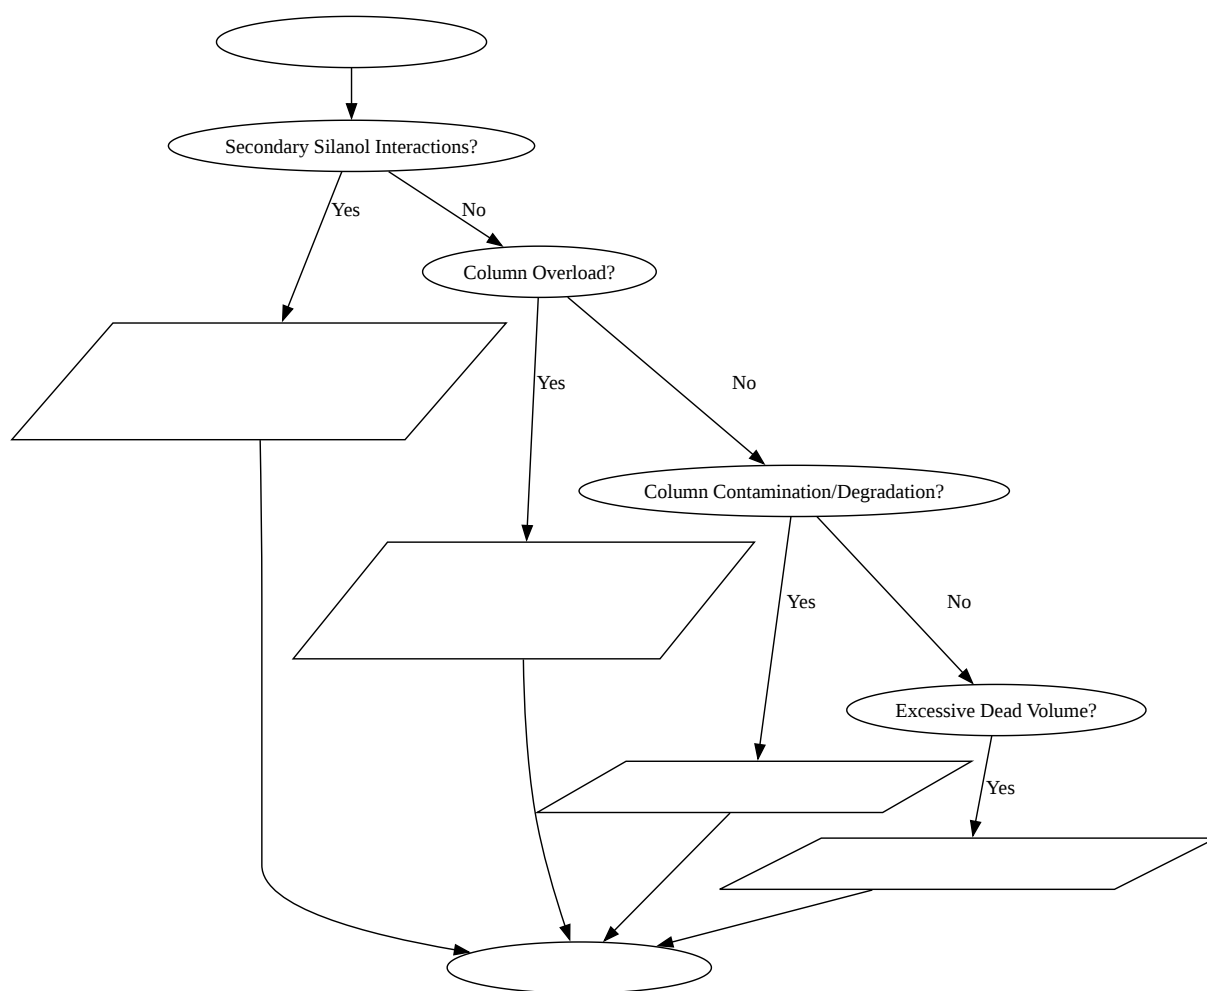 Secondary Silanol Interactions?
Yes
No
Column Overload?
Yes
No
Column Contamination/Degradation?
Yes
No
Excessive Dead Volume?
Yes